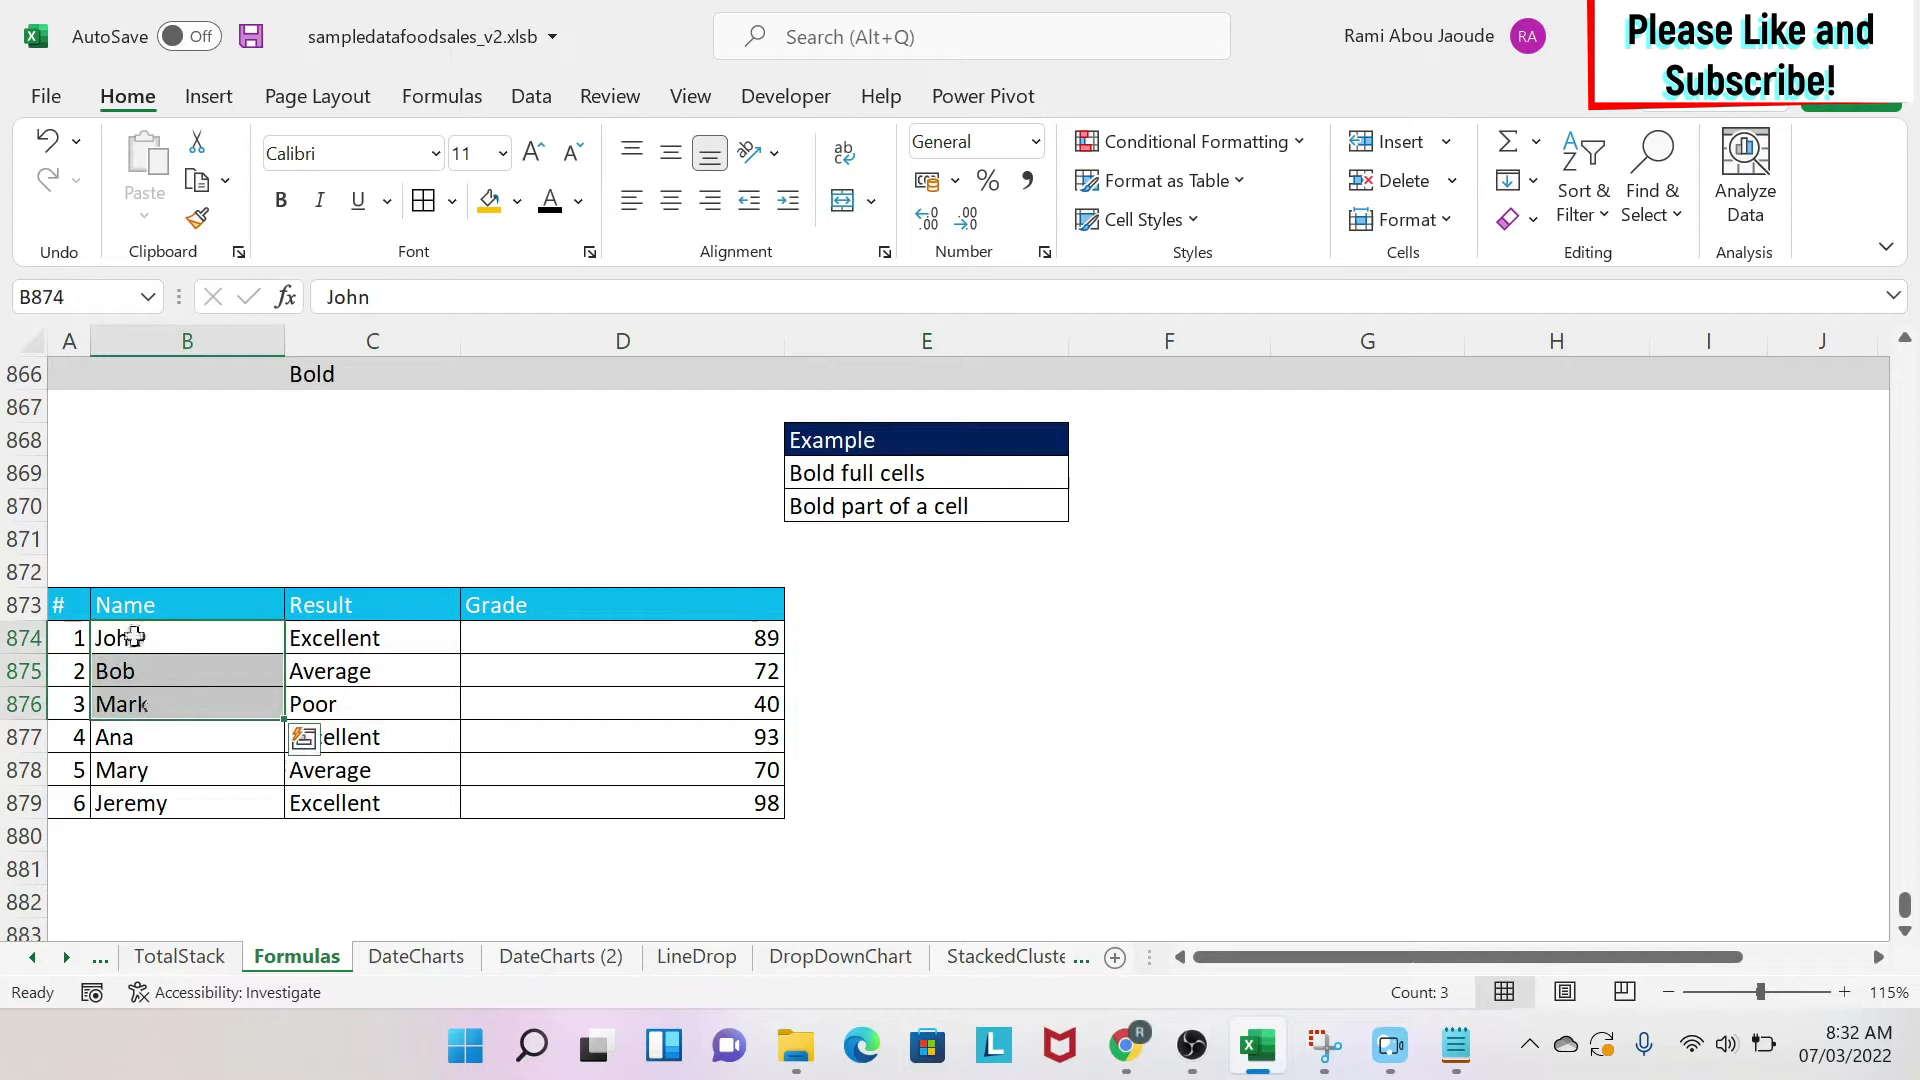 AutoSave Off sampledatafoodsales_v2.xlsb Search (Alt+Q) Rami Abou Jaoude RA
Please Like and
Subscribe!
File Home Insert Page Layout Formulas Data Review View Developer Help Power Pivot
Calibri 11 General Conditional Formatting Insert
Paste Format as Table Delete Sort & Filter Find & Select Analyze Data
B I U Cell Styles Format
Undo Clipboard Font Alignment Number Styles Cells Editing Analysis
B874 fx John
A B C D E F G H I J
866 Bold
867
868 Example
869 Bold full cells
870 Bold part of a cell
871
872
873 # Name Result Grade
874 1 John Excellent 89
875 2 Bob Average 72
876 3 Mark Poor 40
877 4 Ana ellent 93
878 5 Mary Average 70
879 6 Jeremy Excellent 98
880
881
882
883
... TotalStack Formulas DateCharts DateCharts (2) LineDrop DropDownChart StackedCluste ...
Ready Accessibility: Investigate Count: 3 115%
8:32 AM
07/03/2022